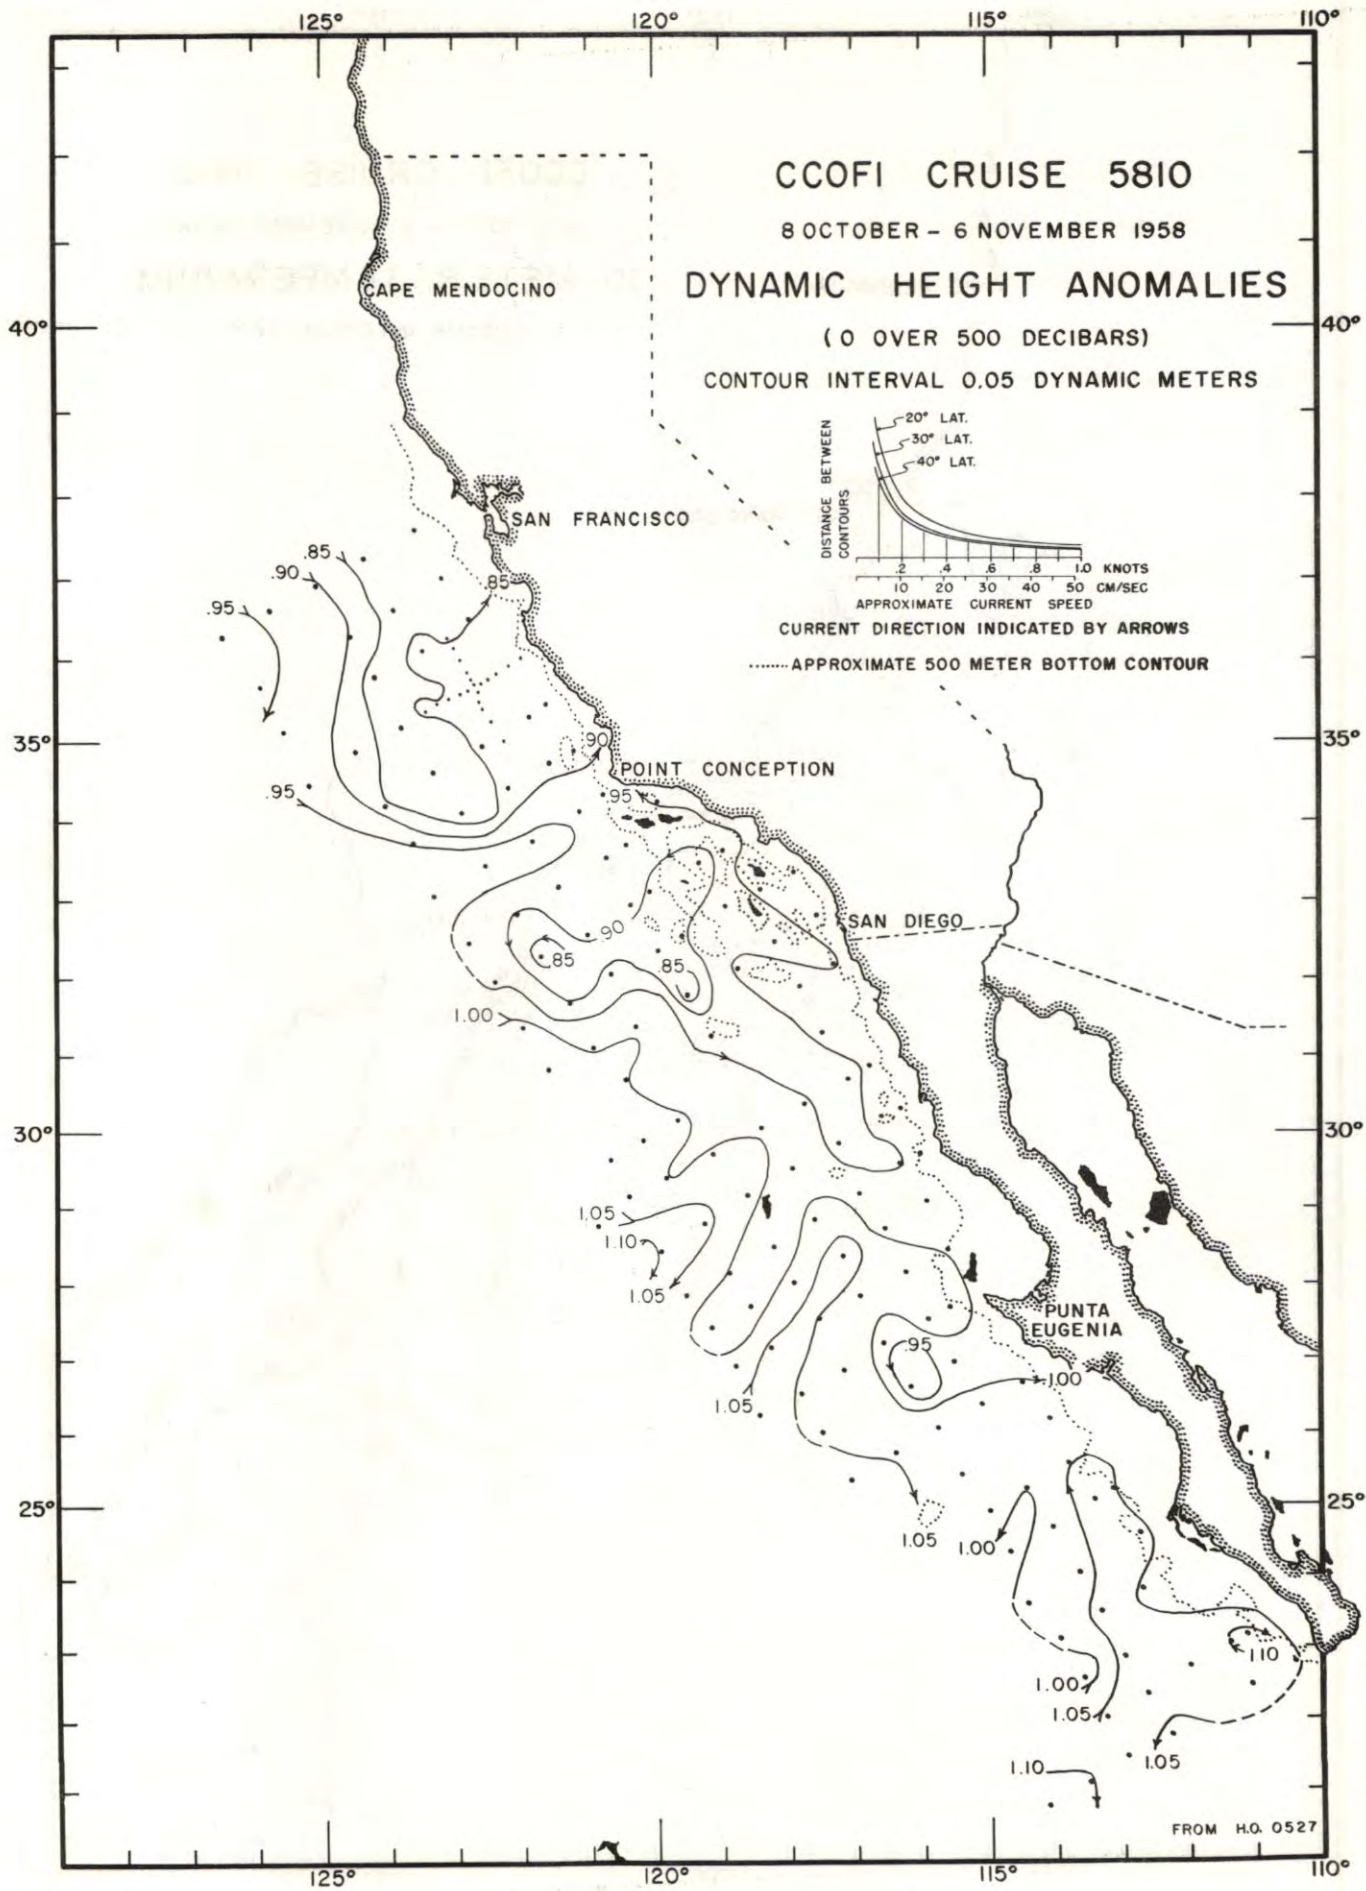 125° 120° 115° 110°
CCOFI CRUISE 5810
8 OCTOBER – 6 NOVEMBER 1958
DYNAMIC HEIGHT ANOMALIES
(0 OVER 500 DECIBARS)
CONTOUR INTERVAL 0.05 DYNAMIC METERS
20° LAT.
30° LAT.
40° LAT.
DISTANCE BETWEEN
CONTOURS
.2 .4 .6 .8 1.0 KNOTS
10 20 30 40 50 CM/SEC
APPROXIMATE CURRENT SPEED
CURRENT DIRECTION INDICATED BY ARROWS
APPROXIMATE 500 METER BOTTOM CONTOUR
CAPE MENDOCINO
40° 40°
SAN FRANCISCO
.85
.90
.85
.95
35° 35°
.90
POINT CONCEPTION
.95
.95
SAN DIEGO
.90
.85
.85
1.00
30° 30°
1.05
1.10
1.05
PUNTA
EUGENIA
.95
1.00
1.05
25° 25°
1.05
1.00
1.10
1.00
1.05
1.05
1.10
FROM H.O. 0527
125° 120° 115° 110°